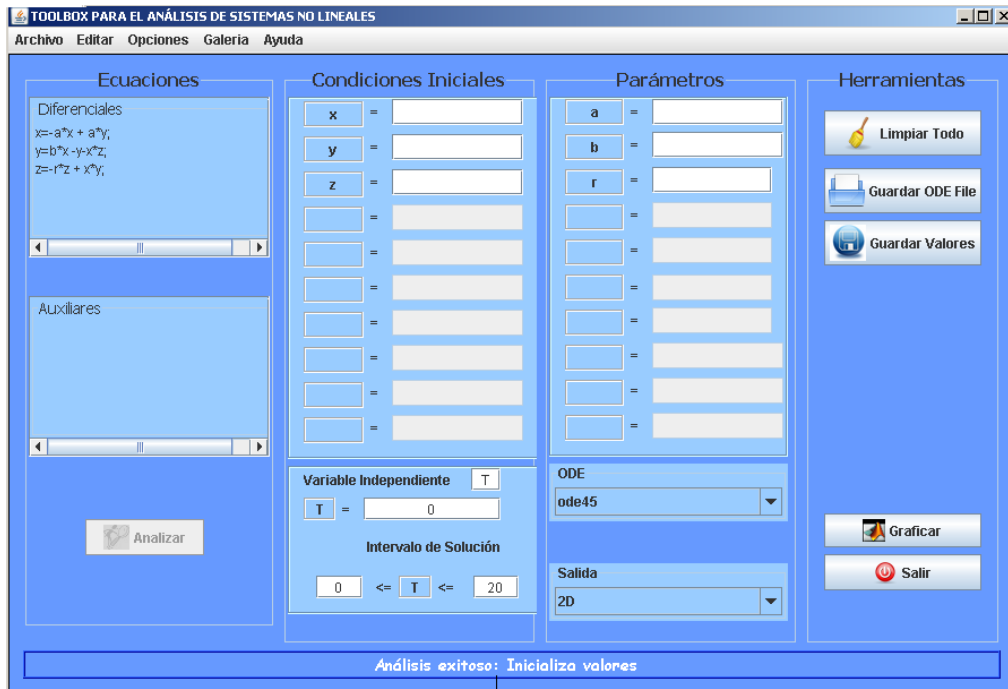 TOOLBOX PARA EL ANÁLISIS DE SISTEMAS NO LINEALES
Archivo Editar Opciones Galeria Ayuda
Ecuaciones
Diferenciales
x=-a*x + a*y;
y=b*x -y-x*z;
z=-r*z + x*y;
Auxiliares
Analizar
Condiciones Iniciales
x =
y =
z =
=
=
=
=
=
=
=
Variable Independiente T
T = 0
Intervalo de Solución
0 <= T <= 20
Parámetros
a =
b =
r =
=
=
=
=
=
=
=
ODE
ode45
Salida
2D
Herramientas
Limpiar Todo
Guardar ODE File
Guardar Valores
Graficar
Salir
Análisis exitoso: Inicializa valores